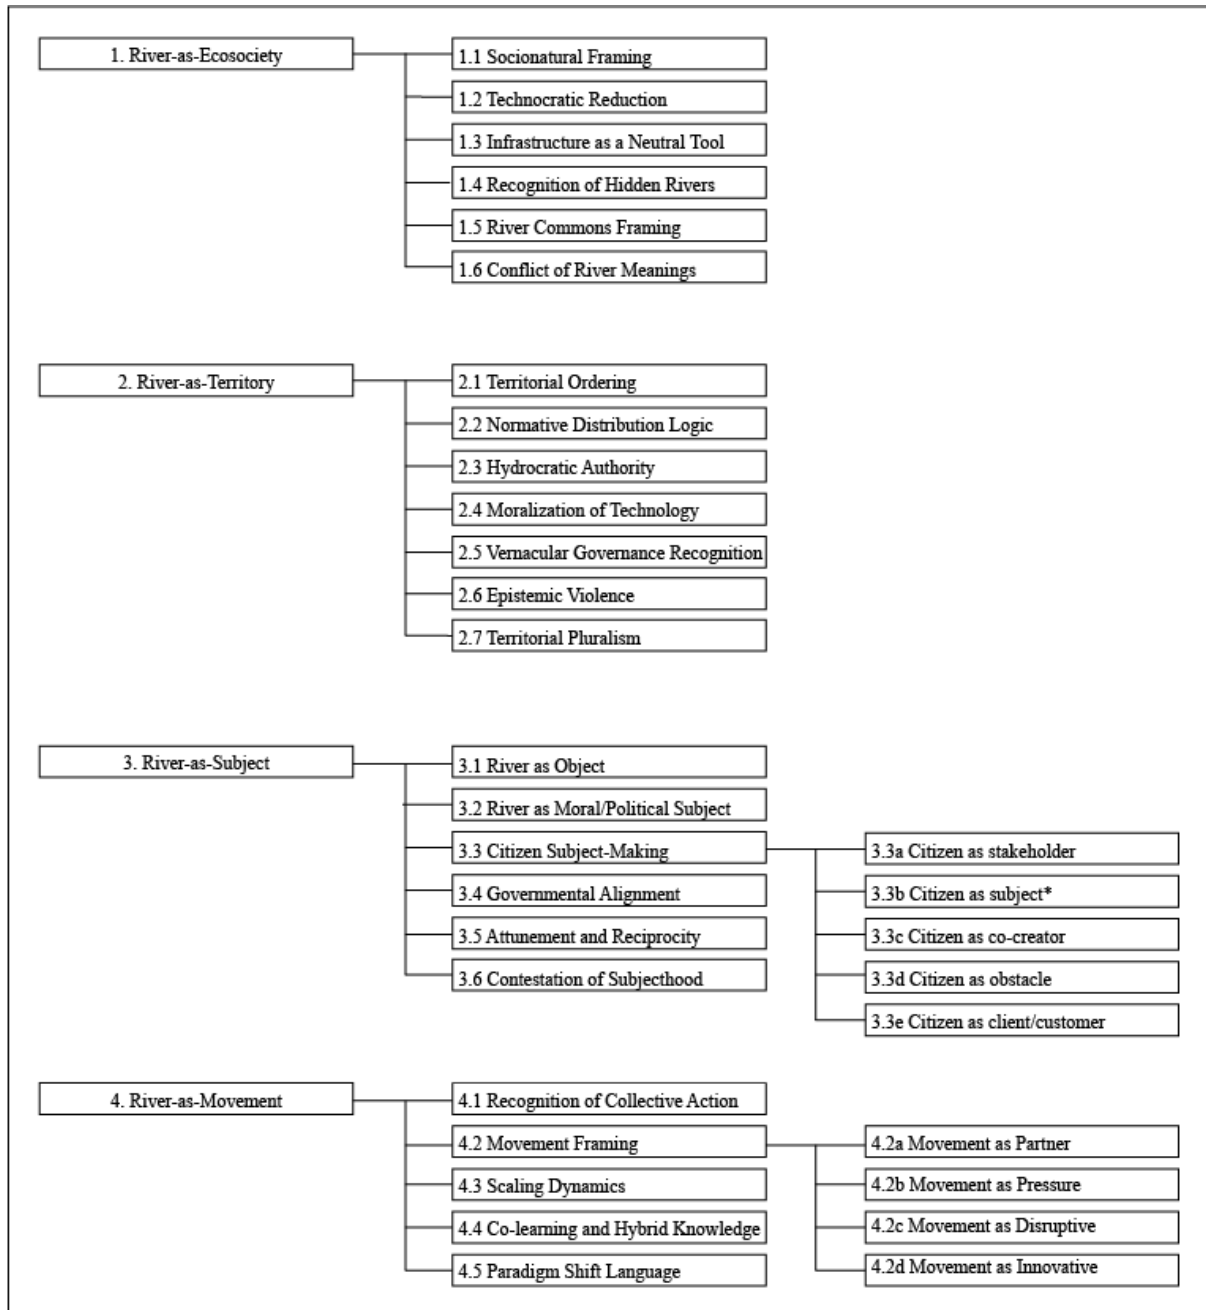 1. River-as-Ecosociety
1.1 Socionatural Framing
1.2 Technocratic Reduction
1.3 Infrastructure as a Neutral Tool
1.4 Recognition of Hidden Rivers
1.5 River Commons Framing
1.6 Conflict of River Meanings
2. River-as-Territory
2.1 Territorial Ordering
2.2 Normative Distribution Logic
2.3 Hydrocratic Authority
2.4 Moralization of Technology
2.5 Vernacular Governance Recognition
2.6 Epistemic Violence
2.7 Territorial Pluralism
3. River-as-Subject
3.1 River as Object
3.2 River as Moral/Political Subject
3.3 Citizen Subject-Making
3.3a Citizen as stakeholder
3.3b Citizen as subject*
3.3c Citizen as co-creator
3.3d Citizen as obstacle
3.3e Citizen as client/customer
3.4 Governmental Alignment
3.5 Attunement and Reciprocity
3.6 Contestation of Subjecthood
4. River-as-Movement
4.1 Recognition of Collective Action
4.2 Movement Framing
4.2a Movement as Partner
4.2b Movement as Pressure
4.2c Movement as Disruptive
4.2d Movement as Innovative
4.3 Scaling Dynamics
4.4 Co-learning and Hybrid Knowledge
4.5 Paradigm Shift Language